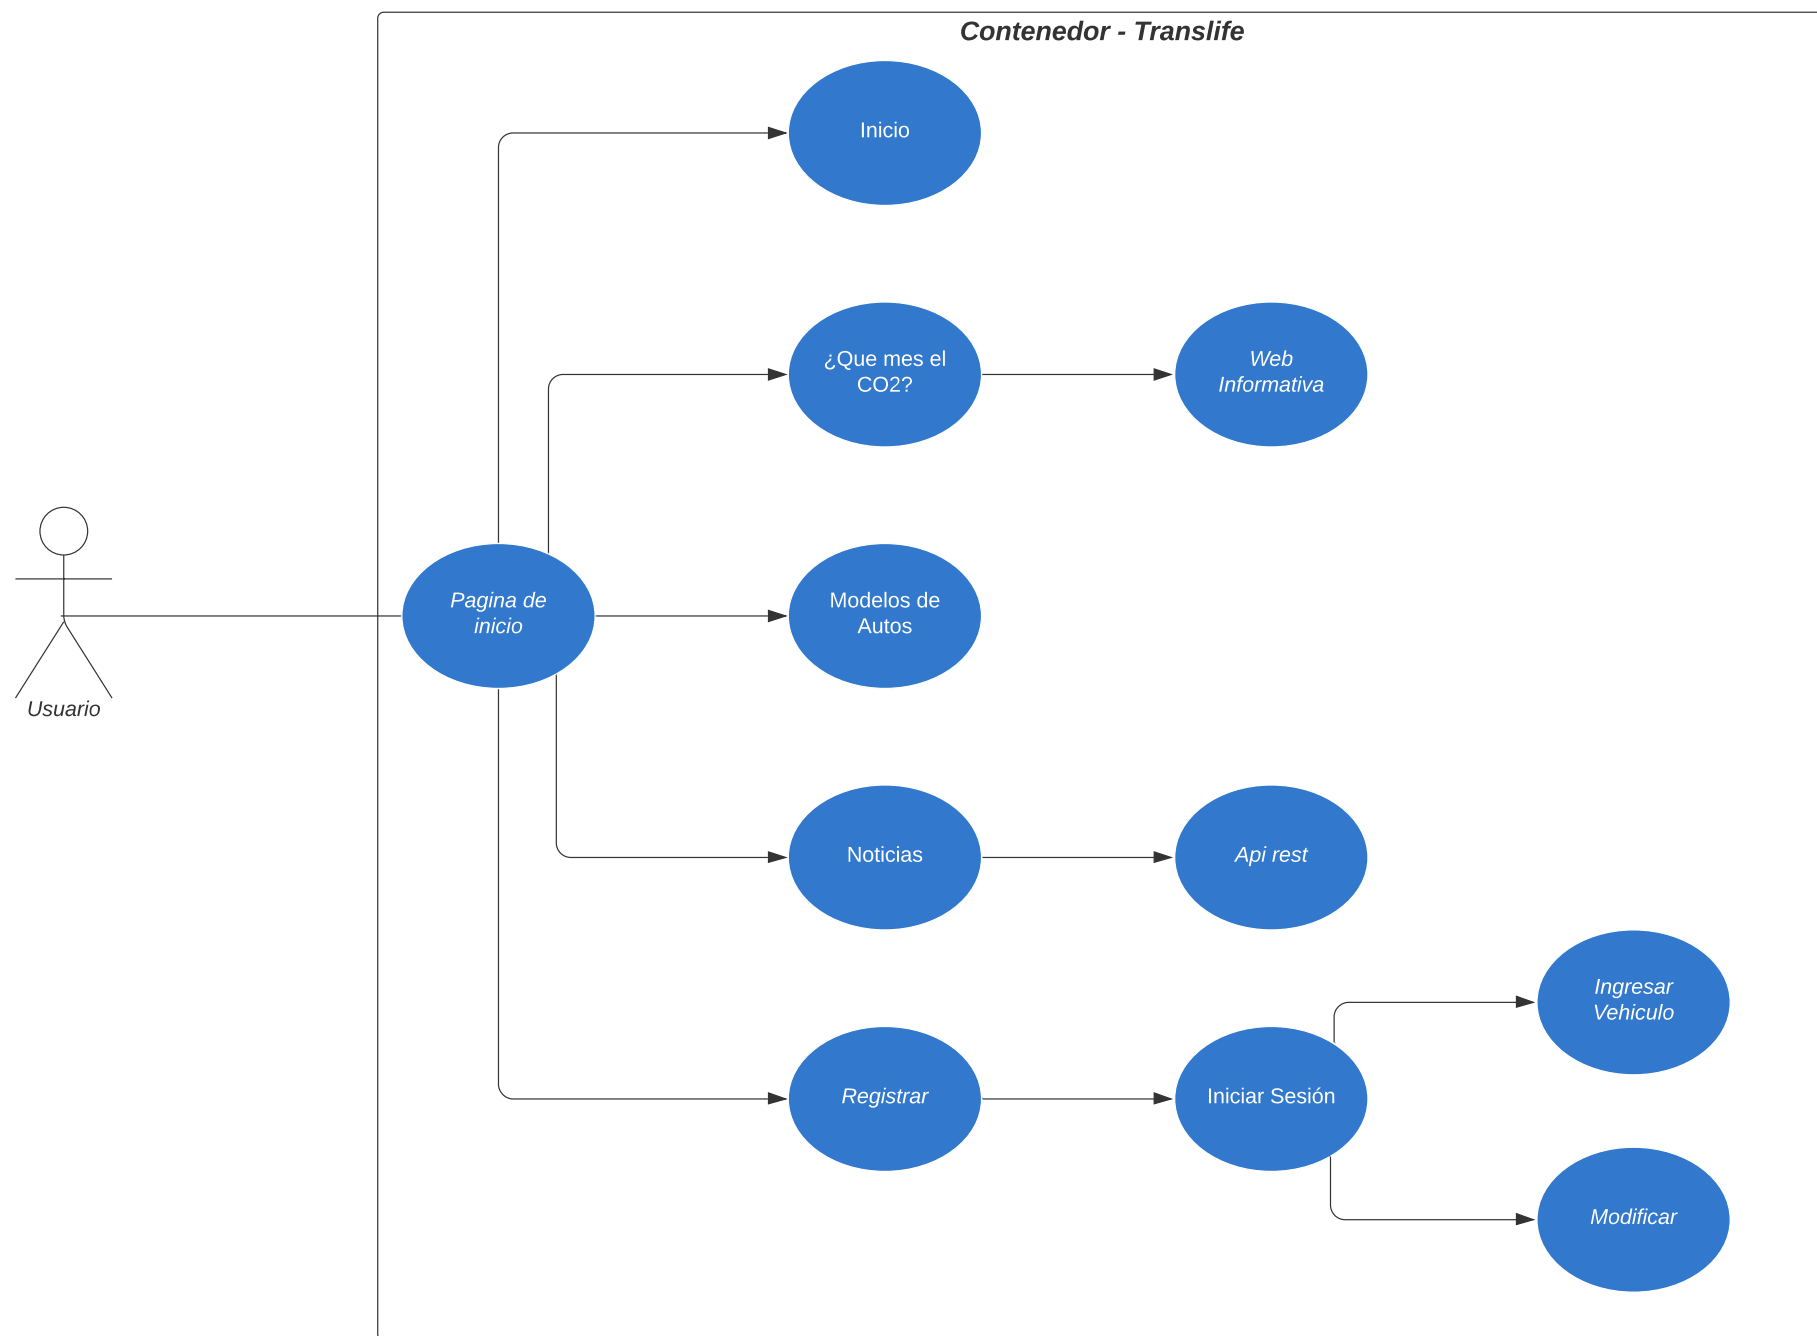 Contenedor - Translife
Inicio
¿Que mes el
CO2?
Web
Informativa
Pagina de
inicio
Modelos de
Autos
Usuario
Noticias
Api rest
Ingresar
Vehiculo
Registrar
Iniciar Sesión
Modificar